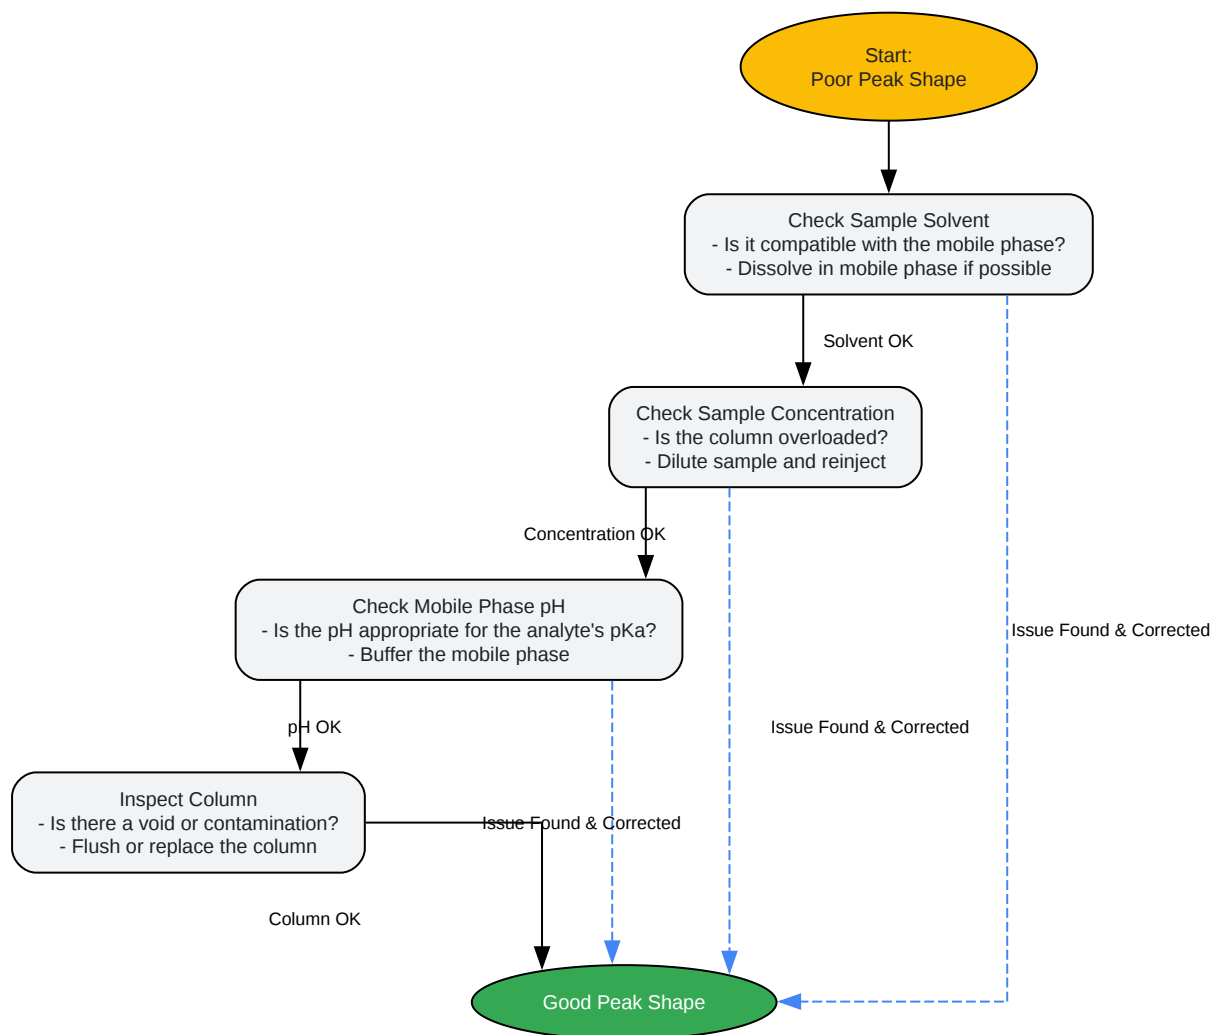 Start:
Poor Peak Shape
Check Sample Solvent
- Is it compatible with the mobile phase?
- Dissolve in mobile phase if possible
Solvent OK
Check Sample Concentration
- Is the column overloaded?
- Dilute sample and reinject
Concentration OK
Check Mobile Phase pH
- Is the pH appropriate for the analyte's pKa?
- Buffer the mobile phase
Issue Found & Corrected
pH OK
Issue Found & Corrected
Inspect Column
- Is there a void or contamination?
- Flush or replace the column
Issue Found & Corrected
Column OK
Good Peak Shape